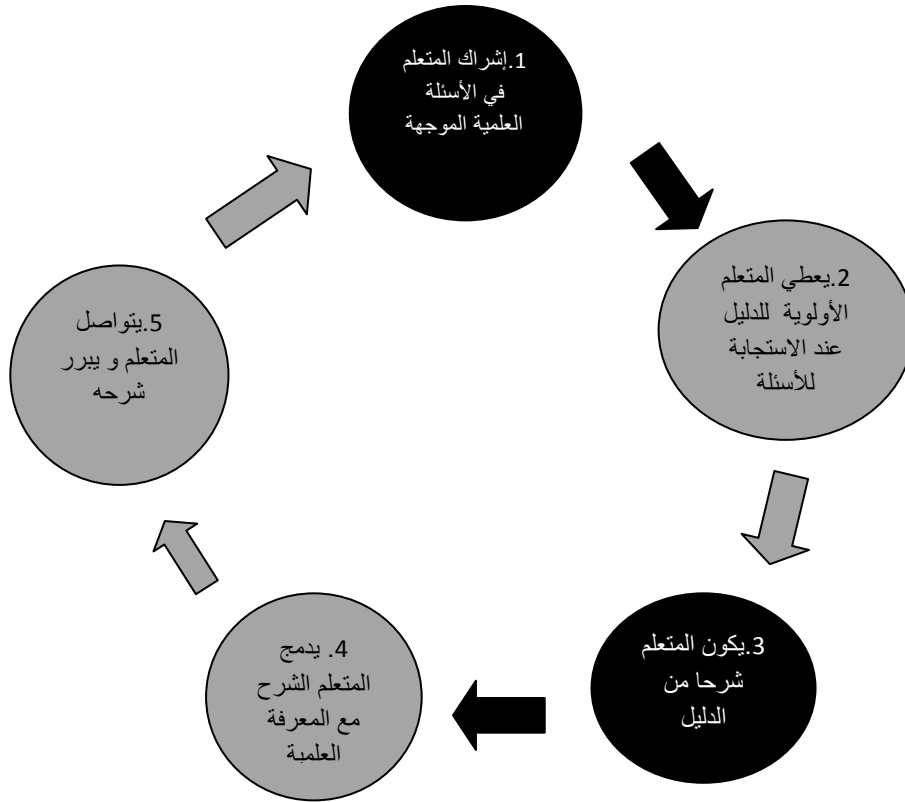 1.إشراك المتعلم
في الأسئلة
العلمية الموجهة
2.يعطي المتعلم
الأولوية للدليل
عند الاستجابة
للأسئلة
3.يكون المتعلم
شرحا من
الدليل
4. يدمج
المتعلم الشرح
مع المعرفة
العلمبة
5.يتواصل
المتعلم و يبرر
شرحه